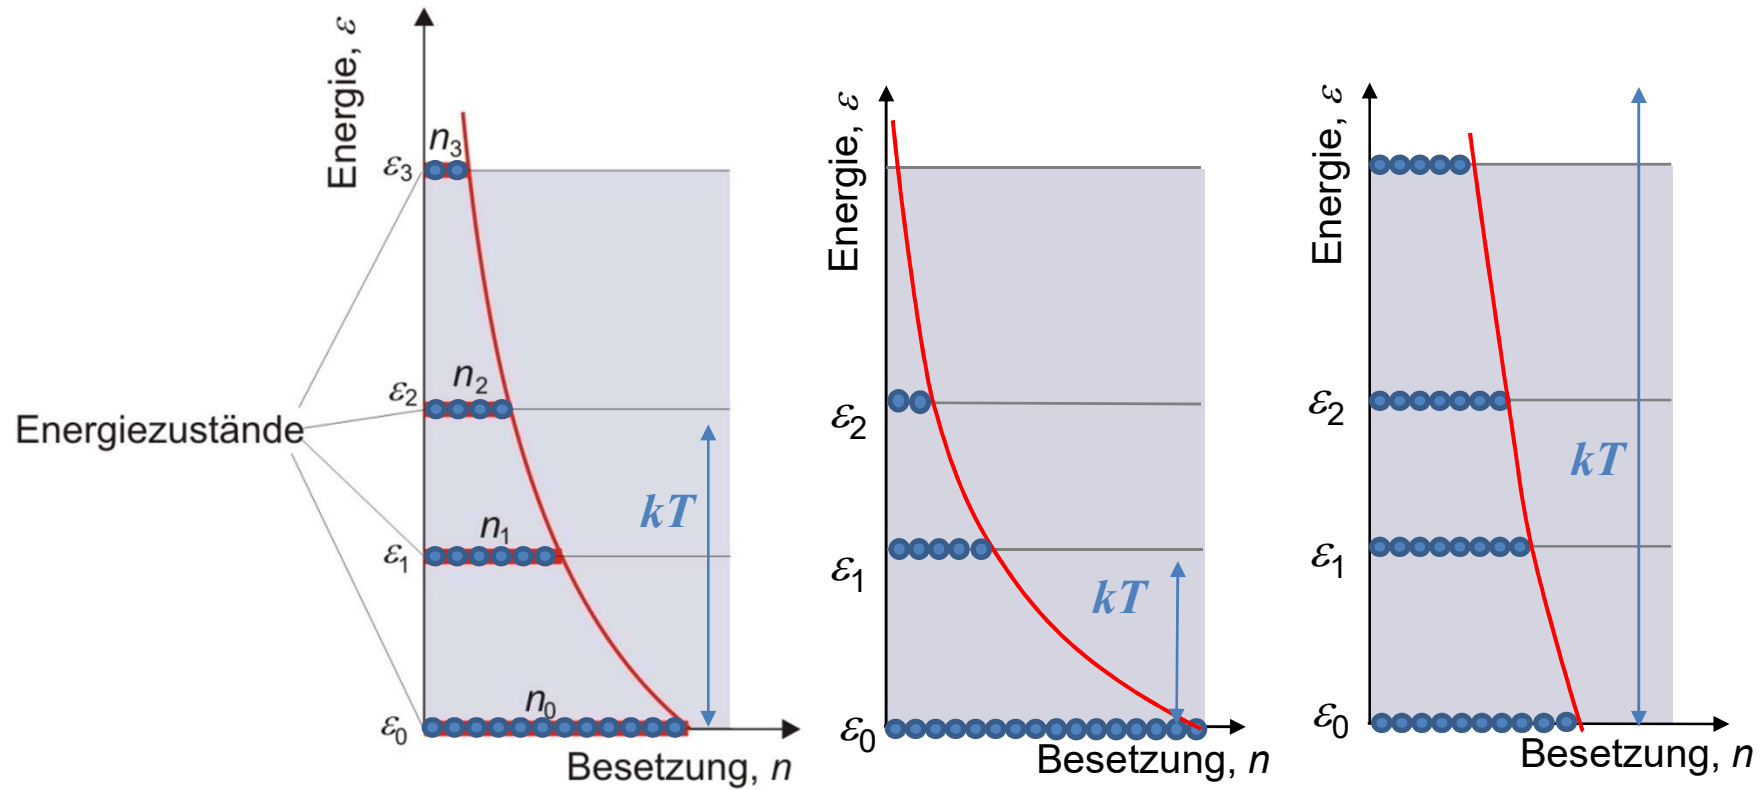 Energie, ε
n3
ε3
n2
ε2
Energiezustände
kT
n1
ε1
n0
ε0
Besetzung, n
Energie, ε
ε2
ε1
kT
ε0
Besetzung, n
Energie, ε
ε2
kT
ε1
ε0
Besetzung, n